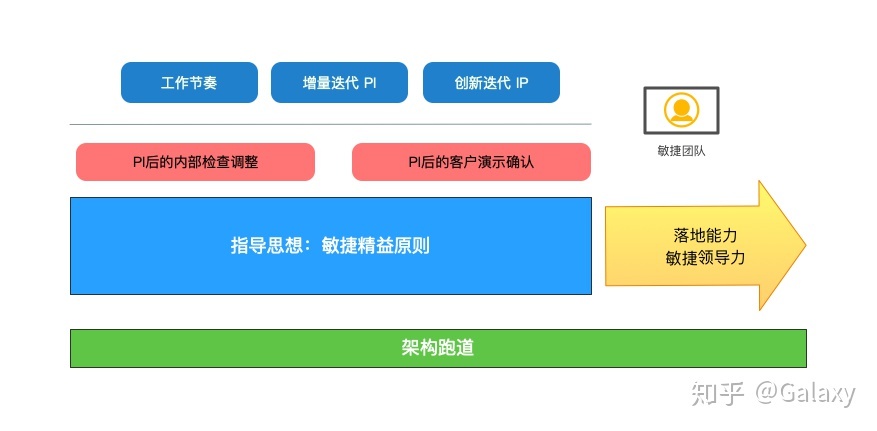 工作节奏
增量迭代 PI
创新迭代 IP
敏捷团队
PI后的内部检查调整
PI后的客户演示确认
指导思想：敏捷精益原则
落地能力
敏捷领导力
架构跑道
知乎 @Galaxy